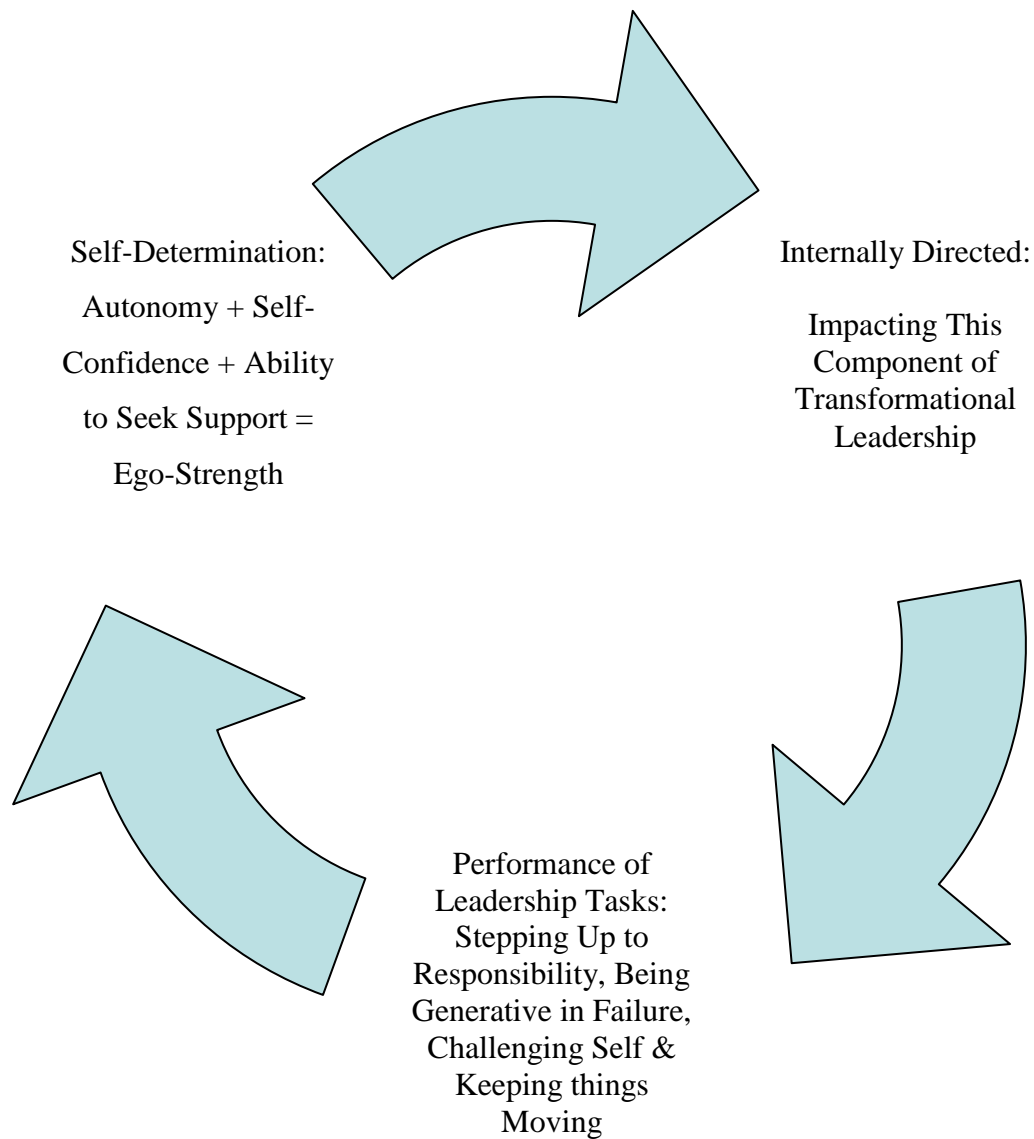 Self-Determination:
Autonomy + Self-
Confidence + Ability
to Seek Support =
Ego-Strength
Internally Directed:
Impacting This
Component of
Transformational
Leadership
Performance of
Leadership Tasks:
Stepping Up to
Responsibility, Being
Generative in Failure,
Challenging Self &
Keeping things
Moving